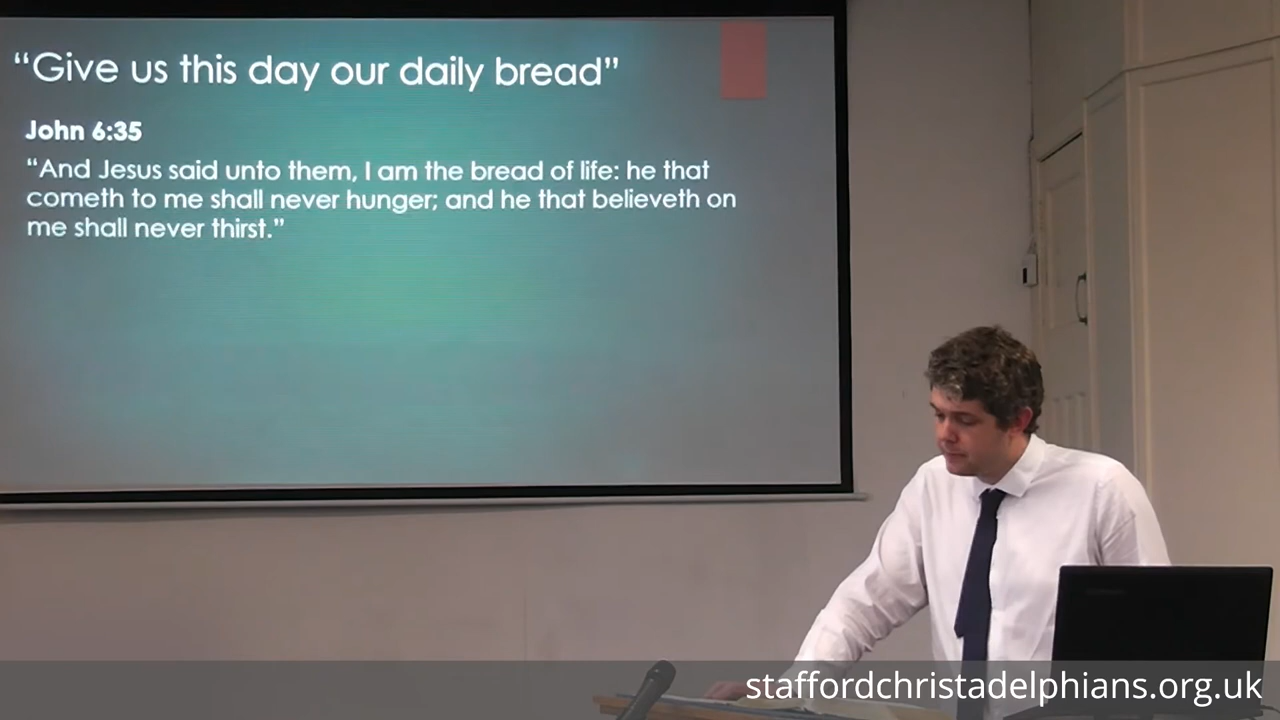 “Give us this day our daily bread”
John 6:35
“And Jesus said unto them, I am the bread of life: he that
cometh to me shall never hunger; and he that believeth on
me shall never thirst.”
staffordchristadelphians.org.uk